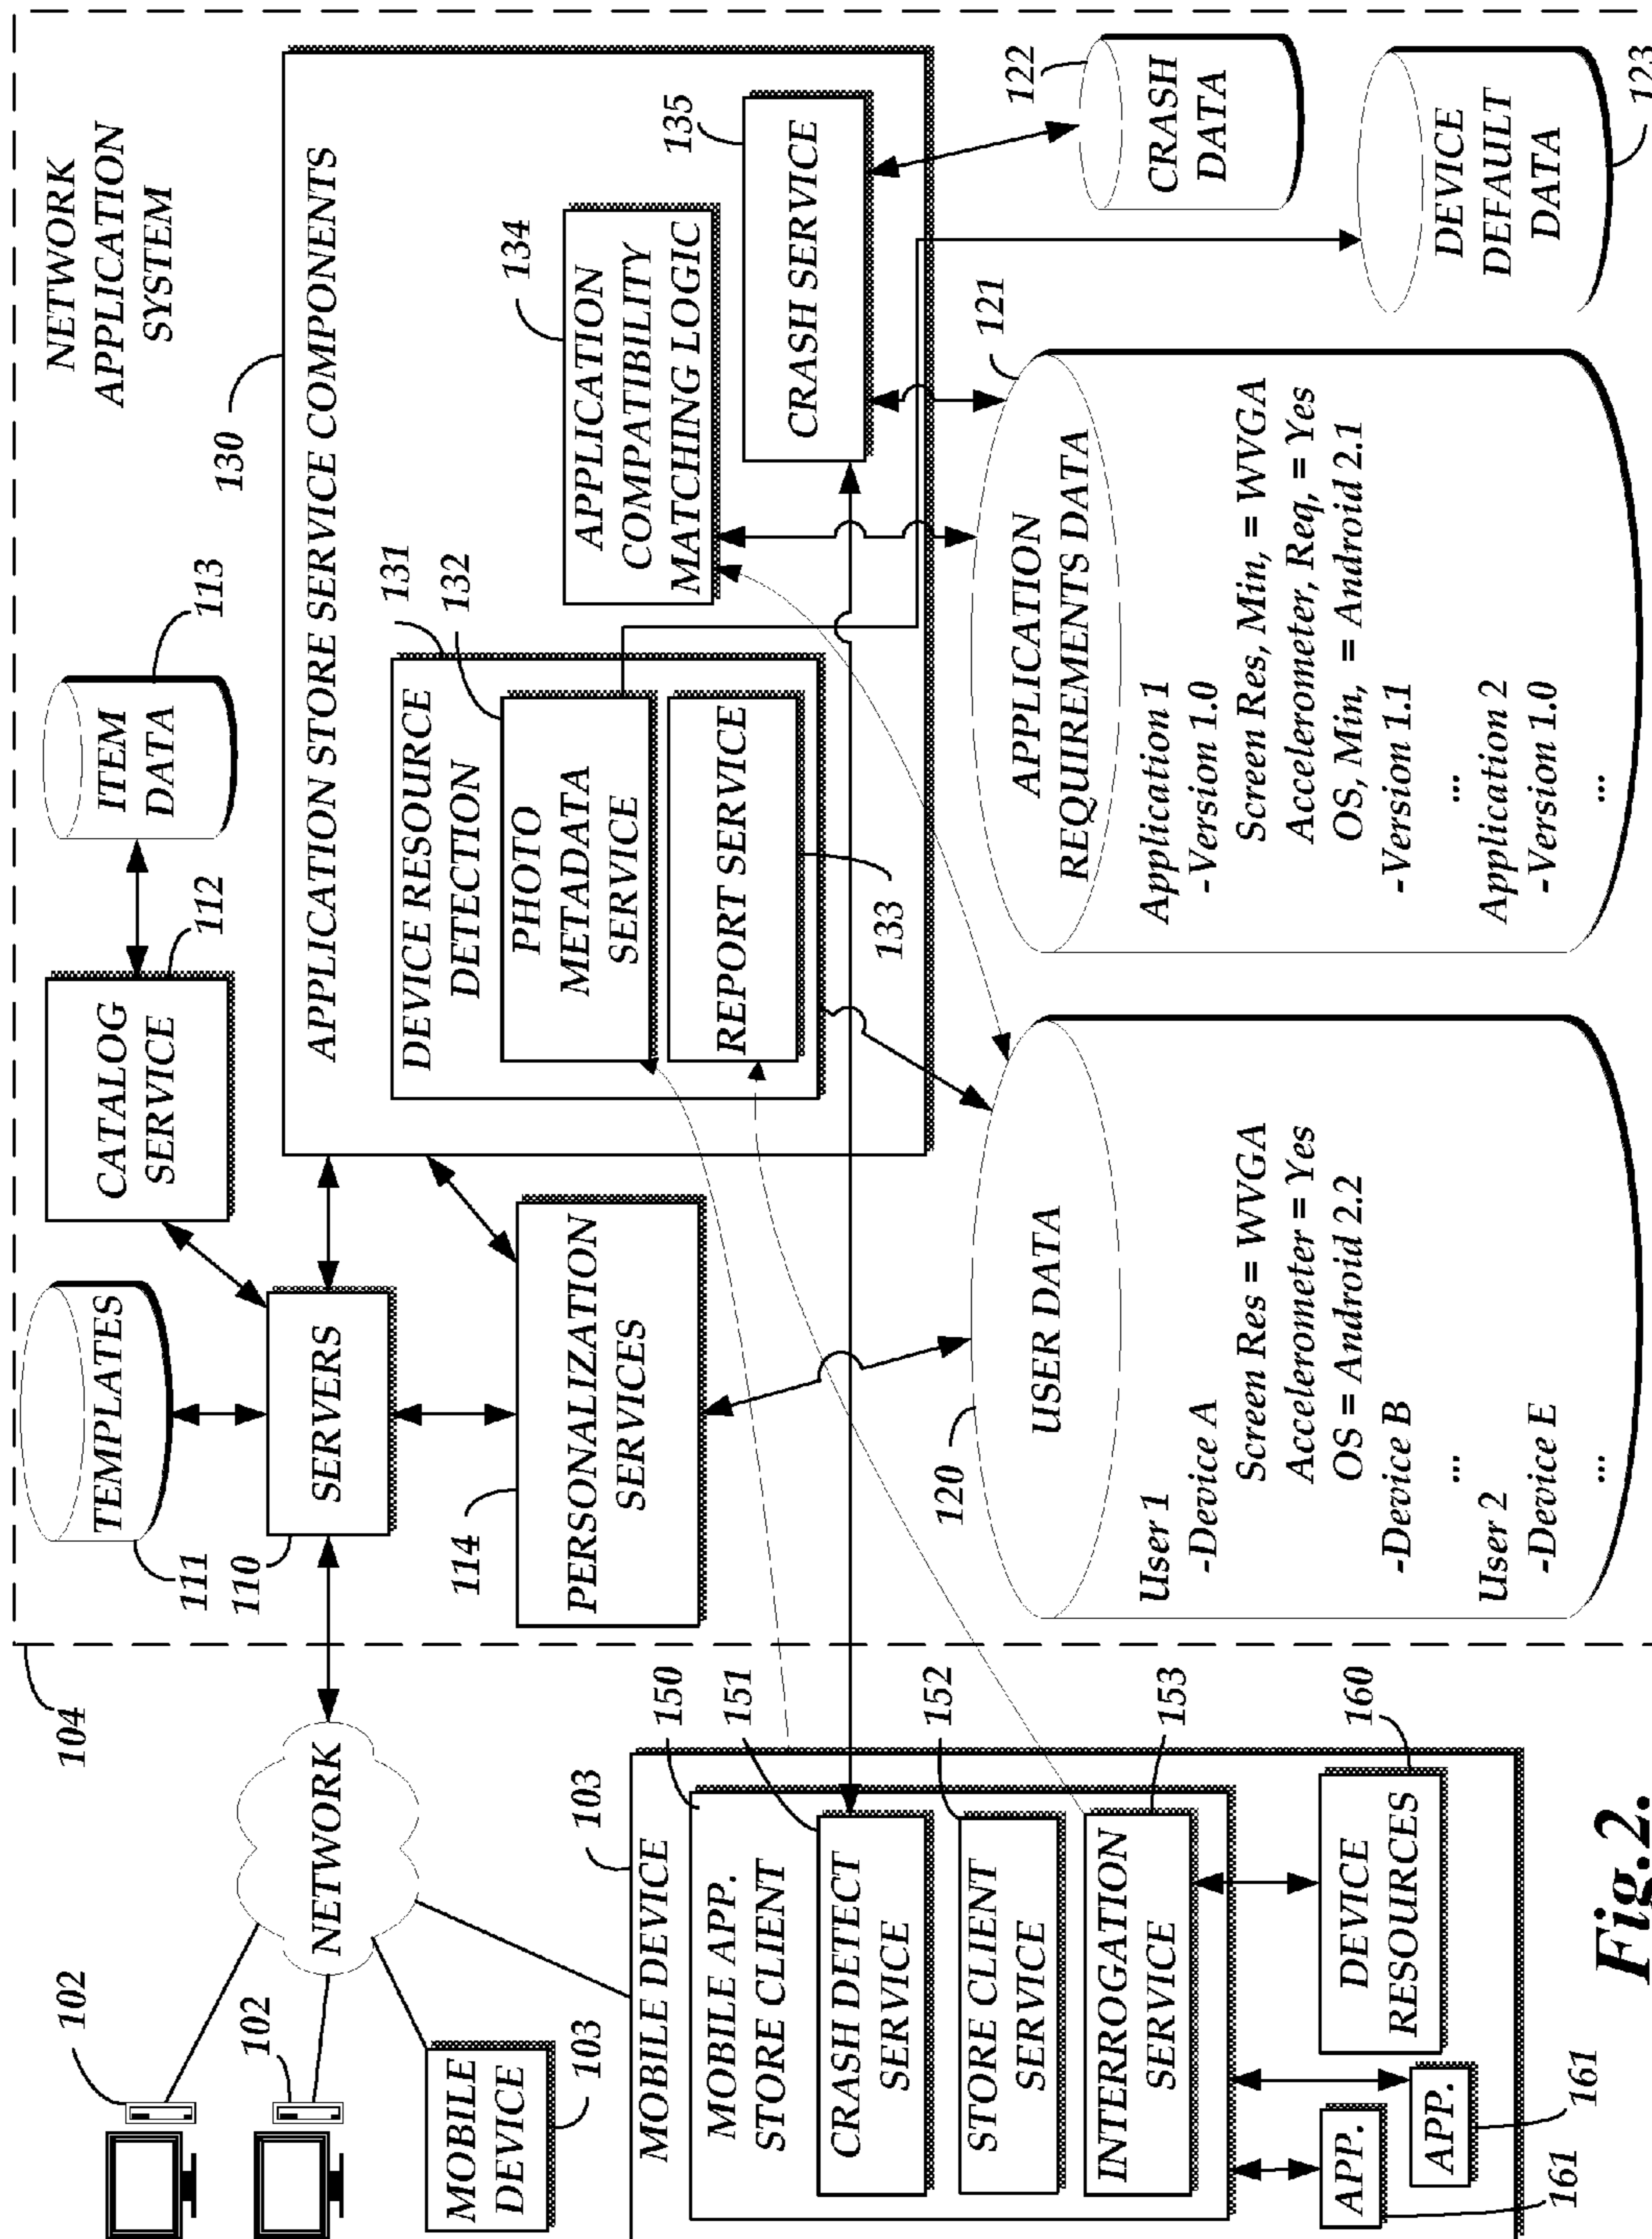 104
NETWORK
APPLICATION
SYSTEM
TEMPLATES
111
110
SERVERS
CATALOG
SERVICE
112
ITEM
DATA
113
102
102
NETWORK
MOBILE
DEVICE
103
114
PERSONALIZATION
SERVICES
130
APPLICATION STORE SERVICE COMPONENTS
DEVICE RESOURCE
DETECTION
131
132
PHOTO
METADATA
SERVICE
REPORT SERVICE
133
134
APPLICATION
COMPATIBILITY
MATCHING LOGIC
135
CRASH SERVICE
103
MOBILE DEVICE
150
MOBILE APP.
STORE CLIENT
151
CRASH DETECT
SERVICE
152
STORE CLIENT
SERVICE
153
INTERROGATION
SERVICE
160
DEVICE
RESOURCES
APP.
APP.
161
161
120
USER DATA
User 1
-Device A
Screen Res = WVGA
Accelerometer = Yes
OS = Android 2.2
-Device B
...
User 2
-Device E
...
121
APPLICATION
REQUIREMENTS DATA
Application 1
-Version 1.0
Screen Res, Min, = WVGA
Accelerometer, Req, = Yes
OS, Min, = Android 2.1
-Version 1.1
...
Application 2
-Version 1.0
...
122
CRASH
DATA
DEVICE
DEFAULT
DATA
123
Fig.2.